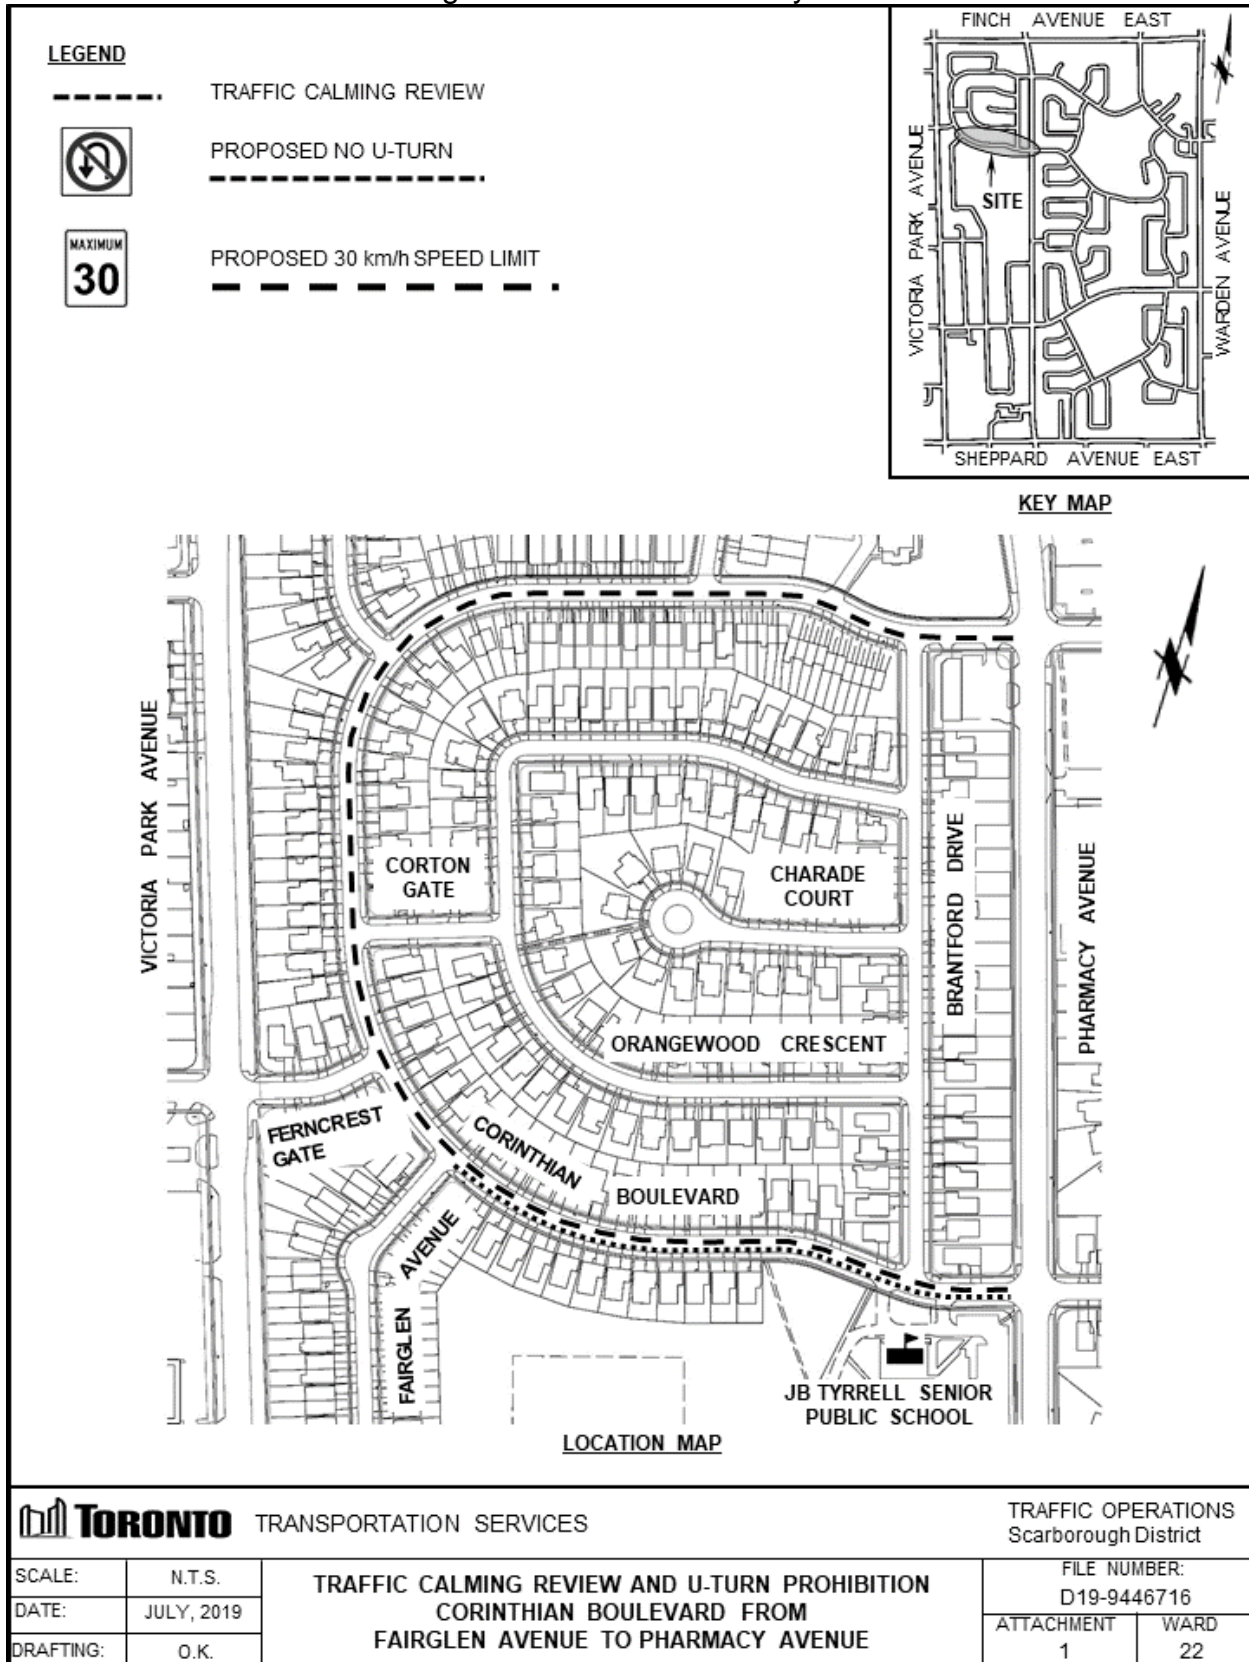 LEGEND
TRAFFIC CALMING REVIEW
PROPOSED NO U-TURN
MAXIMUM
30
PROPOSED 30 km/h SPEED LIMIT
FINCH AVENUE EAST
VICTORIA PARK AVENUE
SITE
WARDEN AVENUE
SHEPPARD AVENUE EAST
KEY MAP
VICTORIA PARK AVENUE
CORTON
GATE
CHARADE
COURT
BRANTFORD DRIVE
PHARMACY AVENUE
ORANGEWOOD CRESCENT
FERNCREST
GATE
CORINTHIAN
BOULEVARD
FAIRGLEN AVENUE
JB TYRRELL SENIOR
PUBLIC SCHOOL
LOCATION MAP
TORONTO TRANSPORTATION SERVICES
TRAFFIC OPERATIONS
Scarborough District
SCALE: N.T.S.
DATE: JULY, 2019
DRAFTING: O.K.
TRAFFIC CALMING REVIEW AND U-TURN PROHIBITION
CORINTHIAN BOULEVARD FROM
FAIRGLEN AVENUE TO PHARMACY AVENUE
FILE NUMBER:
D19-9446716
ATTACHMENT
1
WARD
22